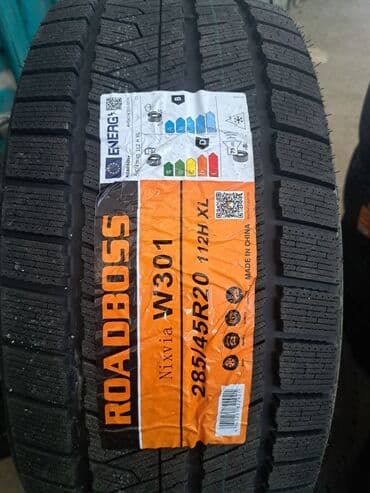 ROADBOSS
Nixvia W301
285/45R20 112H XL
MADE IN CHINA
ENERG
B
D